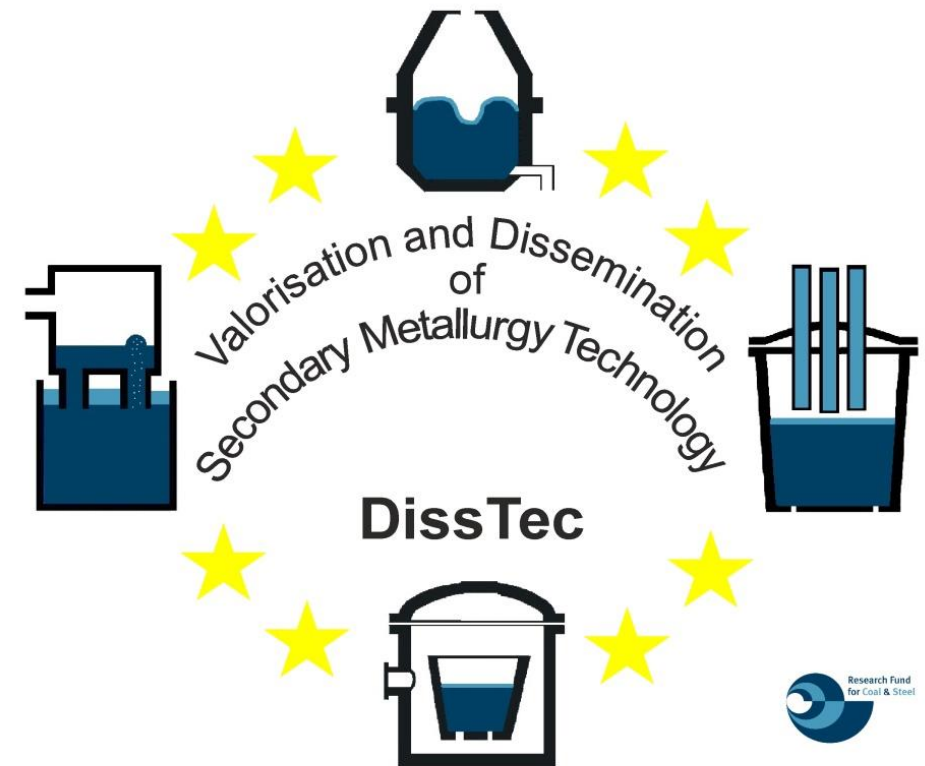 Valorisation and Dissemination
of
Secondary Metallurgy Technology
DissTec
Research Fund
for Coal & Steel